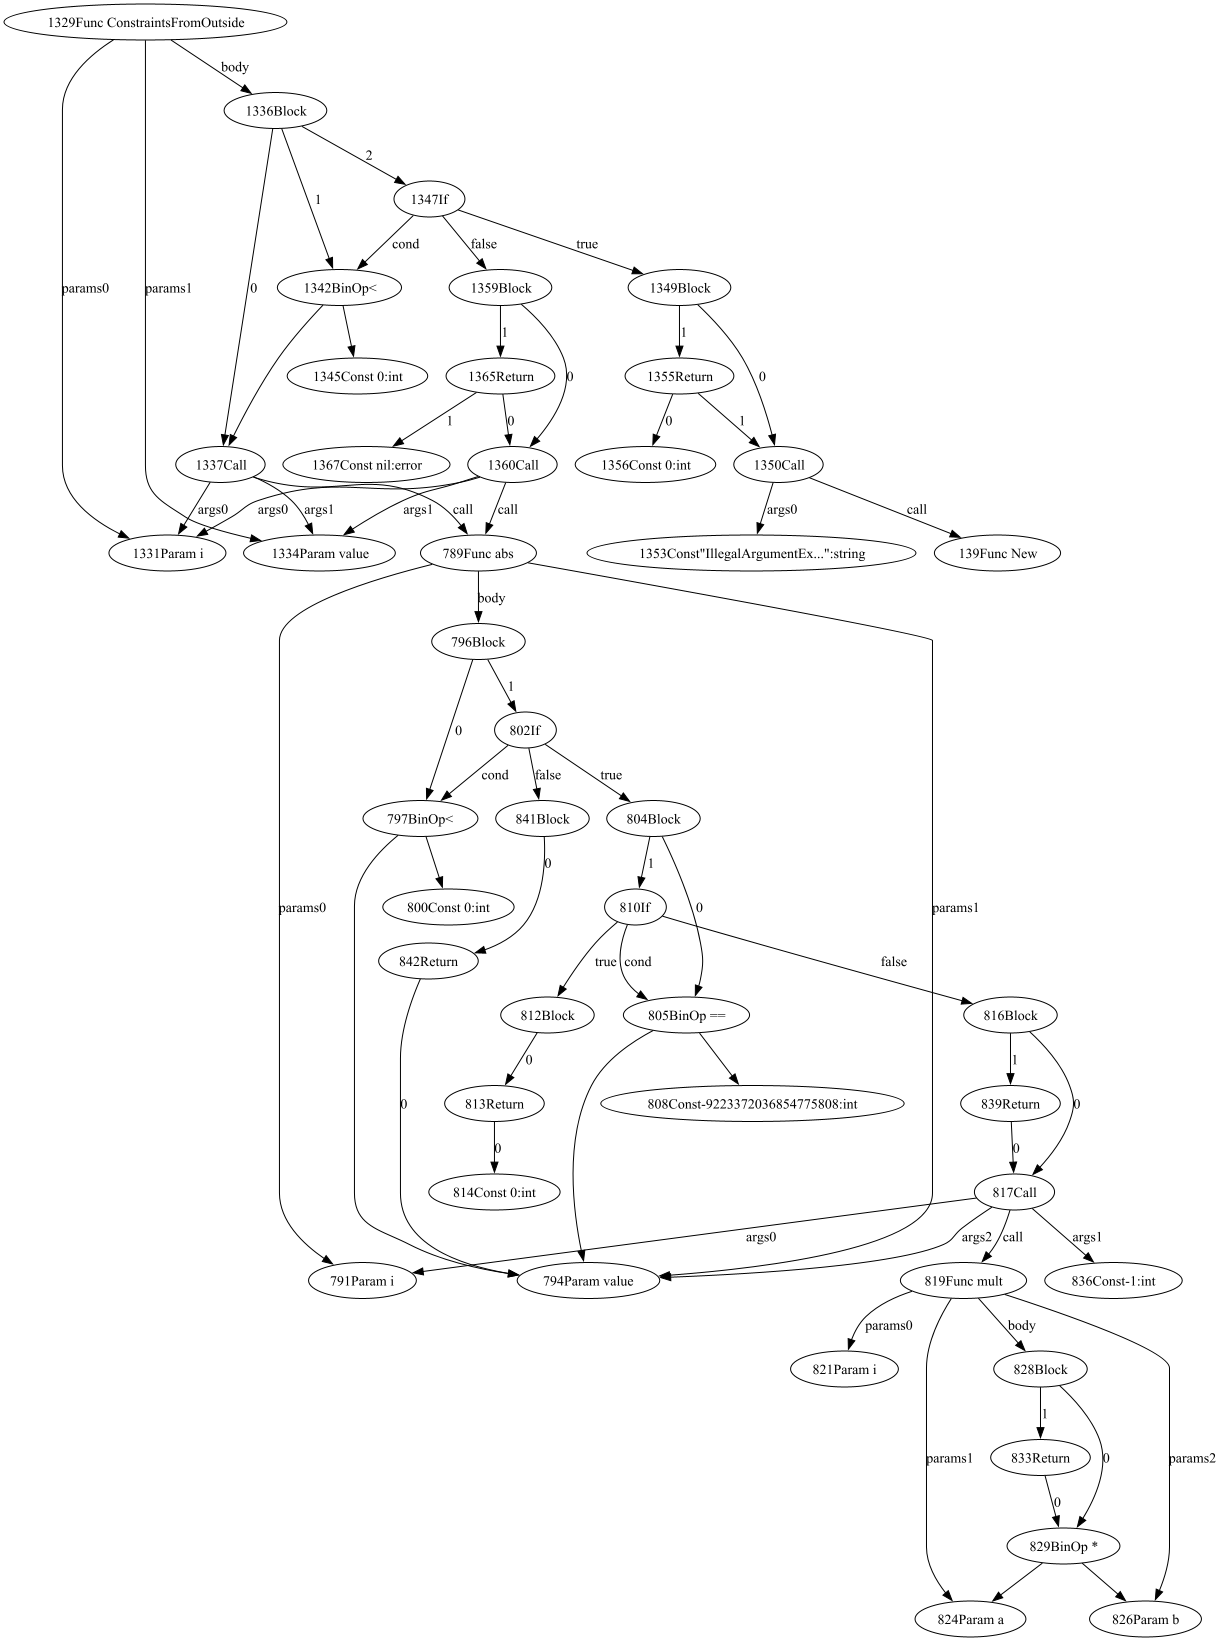 1329Func ConstraintsFromOutside
body
1336Block
2
1347If
1
cond
false
true
params0
params1
0
1342BinOp<
1359Block
1349Block
1
1
1345Const 0:int
1365Return
0
1355Return
0
1
0
0
1
1337Call
1367Const nil:error
1360Call
1356Const 0:int
1350Call
args0
args0
args1
args1
call
call
args0
call
1331Param i
1334Param value
789Func abs
1353Const"IllegalArgumentEx...":string
139Func New
body
796Block
1
802If
0
cond
false
true
797BinOp<
841Block
804Block
0
1
params0
800Const 0:int
810If
0
params1
842Return
true
cond
false
812Block
805BinOp ==
816Block
0
1
0
813Return
808Const-9223372036854775808:int
839Return
0
0
0
814Const 0:int
817Call
args0
args2
call
args1
791Param i
794Param value
819Func mult
836Const-1:int
params0
body
821Param i
828Block
1
params1
833Return
0
params2
0
829BinOp *
824Param a
826Param b